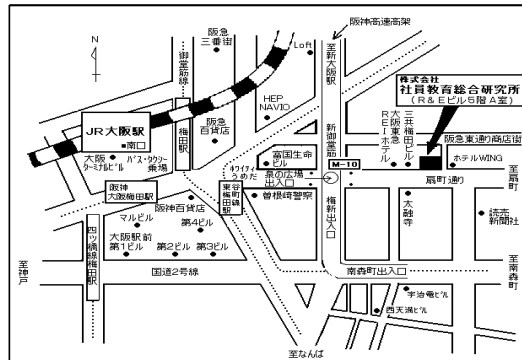 阪神高速高架
至新大阪駅
阪急
三番街
御堂筋線
梅田駅
Loft
株式会社
社員教育総合研究所
(R&Eビル5階A室)
HEP
NAVIO
JR大阪駅
南口
阪急
百貨店
新御堂筋
大阪東急
REIホテル
三共梅田ビル
阪急東通り商店街
大阪
ターミナルビル
バス・タクシー
乗場
ホワイティ
うめだ
富国生命
ビル
M-10
泉の広場
出入口
ホテルWING
至扇町
扇町通り
阪神
大阪梅田駅
谷町線
東梅田駅
曽根崎警察
梅新出入口
太融寺
読売
新聞社
阪神百貨店
四ツ橋線梅田駅
マルビル
第4ビル
大阪駅前
第1ビル
第2ビル
第3ビル
至神戸
国道2号線
南森町出入口
至南森町
宇治電ビル
西天満ビル
至なんば